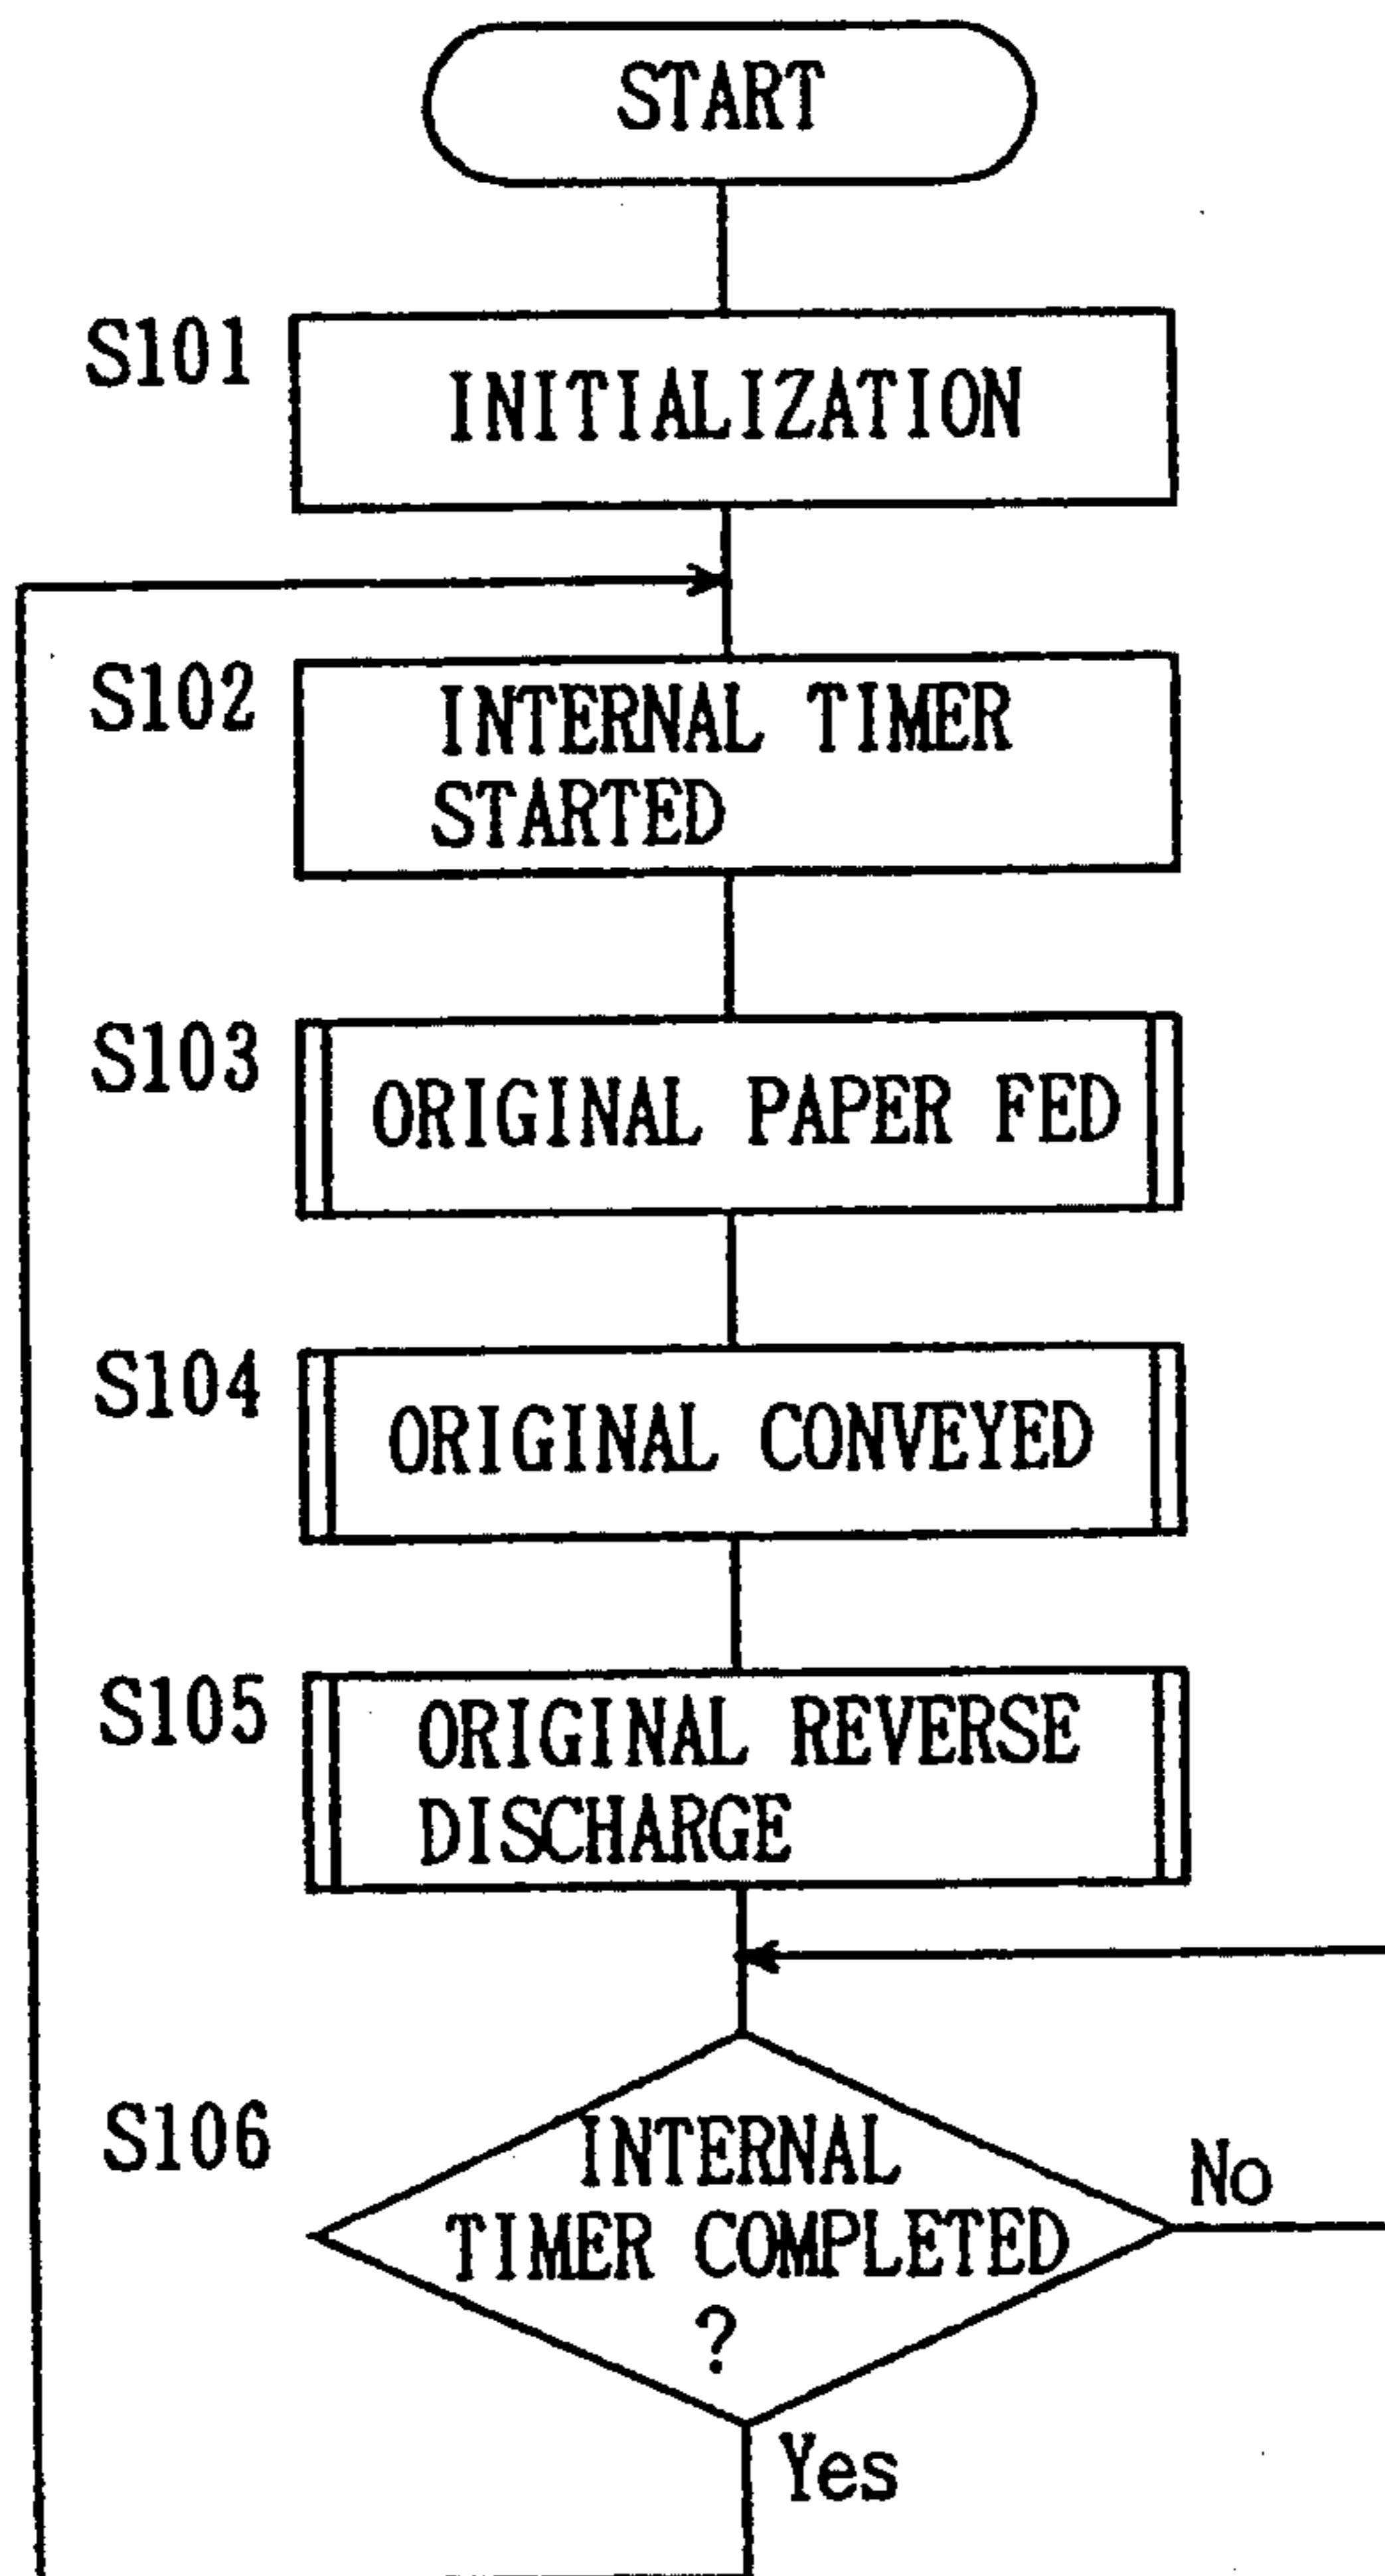 START
S101
INITIALIZATION
S102
INTERNAL TIMER
STARTED
S103
ORIGINAL PAPER FED
S104
ORIGINAL CONVEYED
S105
ORIGINAL REVERSE
DISCHARGE
S106
INTERNAL
TIMER COMPLETED
?
No
Yes